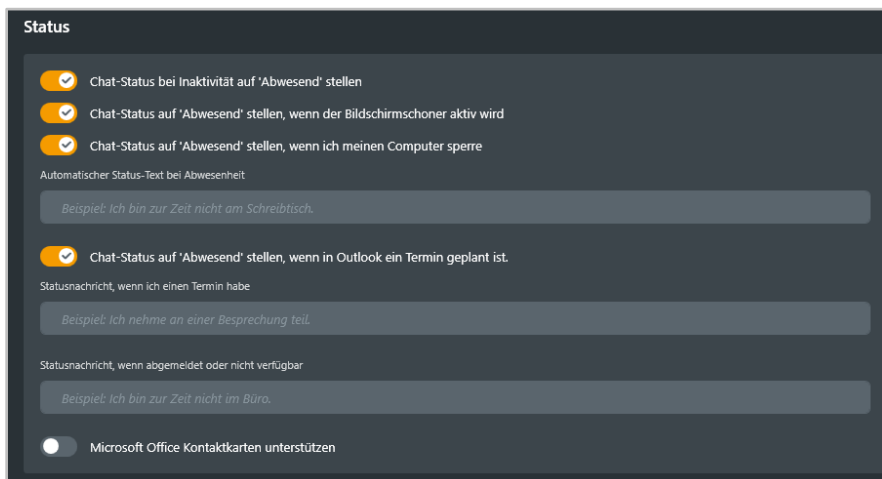 Status
Chat-Status bei Inaktivität auf 'Abwesend' stellen
Chat-Status auf 'Abwesend' stellen, wenn der Bildschirmschoner aktiv wird
Chat-Status auf 'Abwesend' stellen, wenn ich meinen Computer sperre
Automatischer Status-Text bei Abwesenheit
Beispiel: Ich bin zur Zeit nicht am Schreibtisch.
Chat-Status auf 'Abwesend' stellen, wenn in Outlook ein Termin geplant ist.
Statusnachricht, wenn ich einen Termin habe
Beispiel: Ich nehme an einer Besprechung teil.
Statusnachricht, wenn abgemeldet oder nicht verfügbar
Beispiel: Ich bin zur Zeit nicht im Büro.
Microsoft Office Kontaktkarten unterstützen